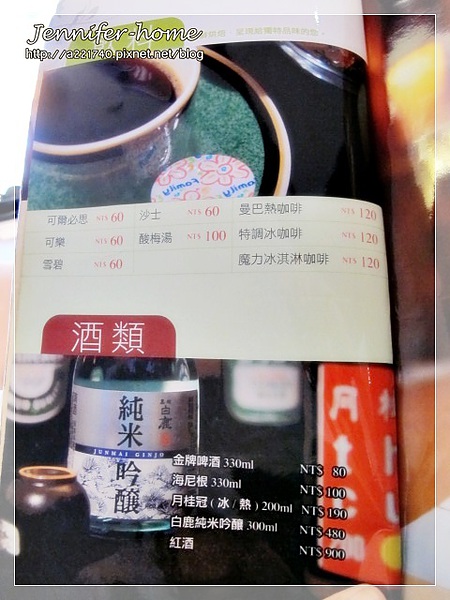 Jennifer-home
http://a221740.pixnet.net/blog
可爾必思 NT$ 60
沙士 NT$ 60
曼巴熱咖啡 NT$ 120
可樂 NT$ 60
酸梅湯 NT$ 100
特調冰咖啡 NT$ 120
雪碧 NT$ 60
魔力冰淇淋咖啡 NT$ 120
酒類
白鹿
純米吟醸
JUNMAI GINJO
金牌啤酒 330ml NT$ 80
海尼根 330ml NT$ 100
月桂冠 ( 冰 / 熱 ) 200ml NT$ 190
白鹿純米吟醸 300ml NT$ 480
紅酒 NT$ 900